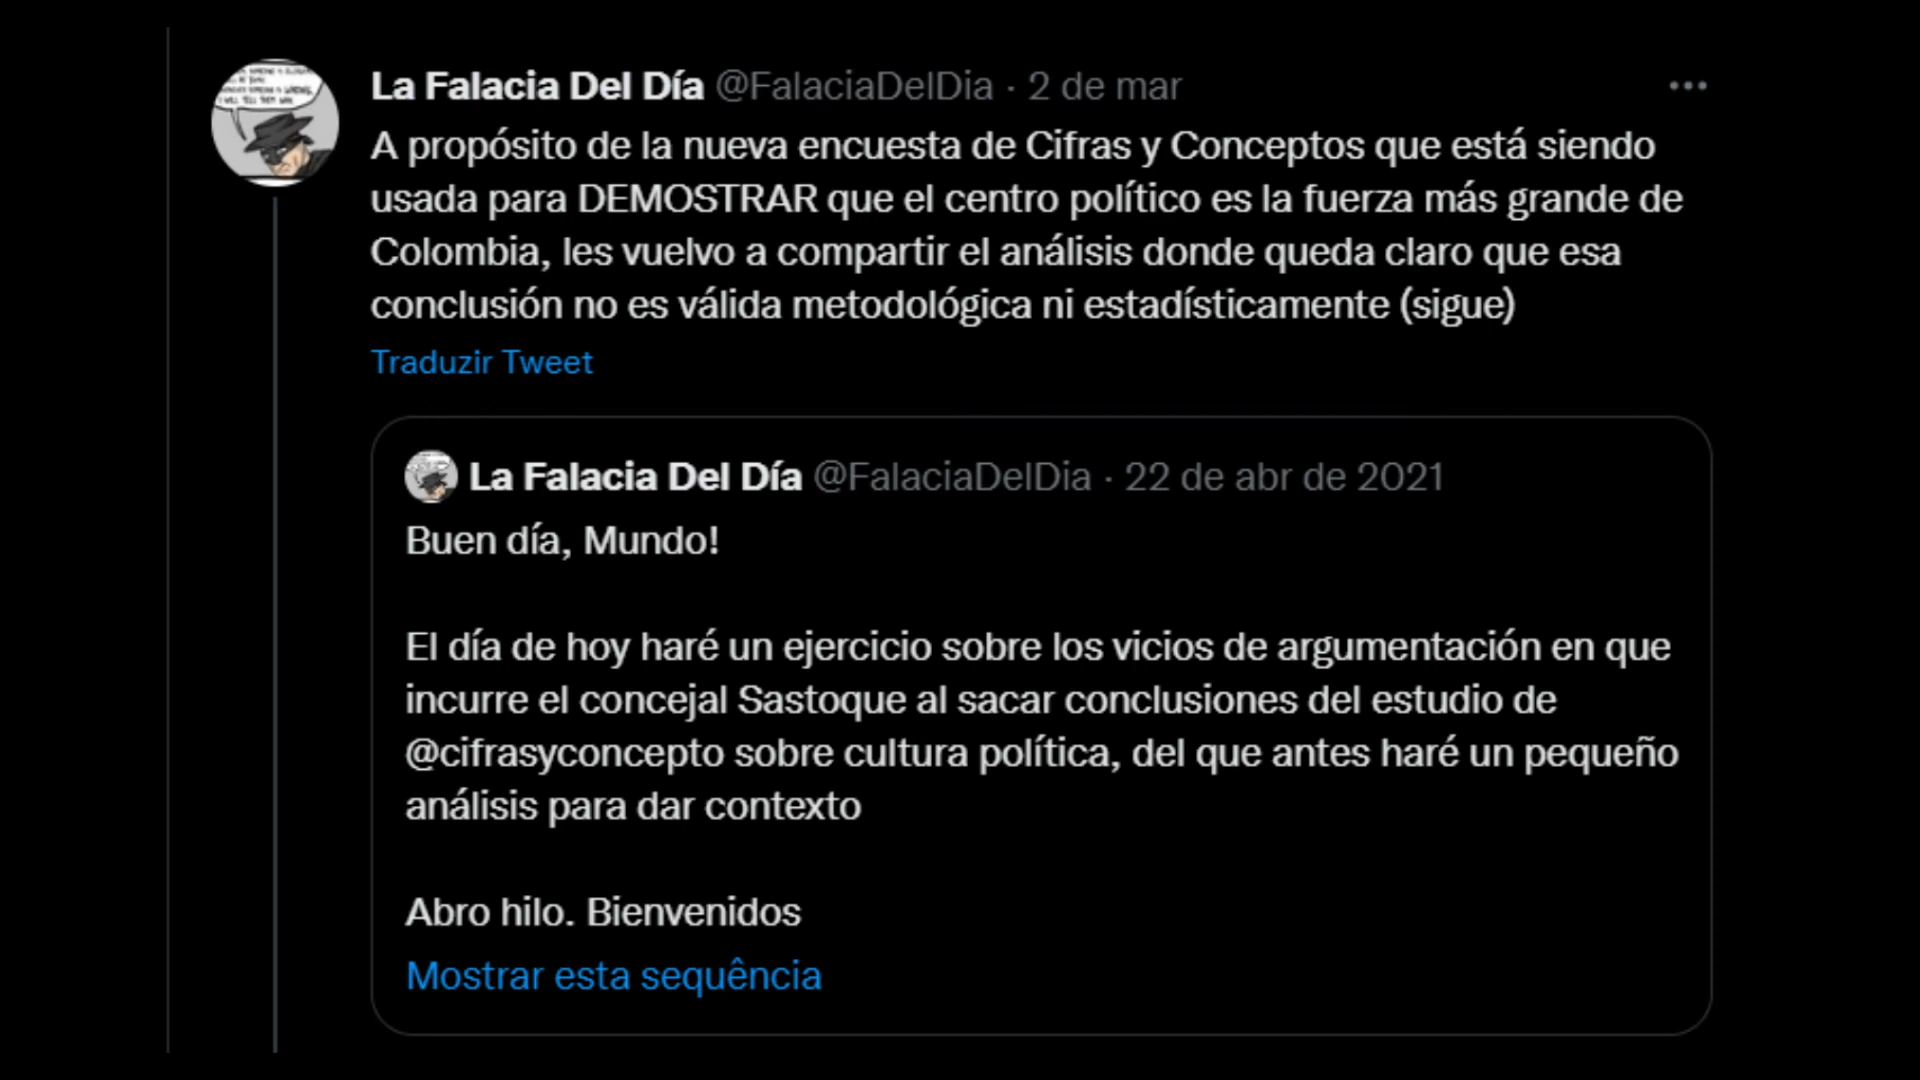 La Falacia Del Día @FalaciaDelDia · 2 de mar
A propósito de la nueva encuesta de Cifras y Conceptos que está siendo
usada para DEMOSTRAR que el centro político es la fuerza más grande de
Colombia, les vuelvo a compartir el análisis donde queda claro que esa
conclusión no es válida metodológica ni estadísticamente (sigue)
Traduzir Tweet
La Falacia Del Día @FalaciaDelDia · 22 de abr de 2021
Buen día, Mundo!
El día de hoy haré un ejercicio sobre los vicios de argumentación en que
incurre el concejal Sastoque al sacar conclusiones del estudio de
@cifrasyconcepto sobre cultura política, del que antes haré un pequeño
análisis para dar contexto
Abro hilo. Bienvenidos
Mostrar esta sequência